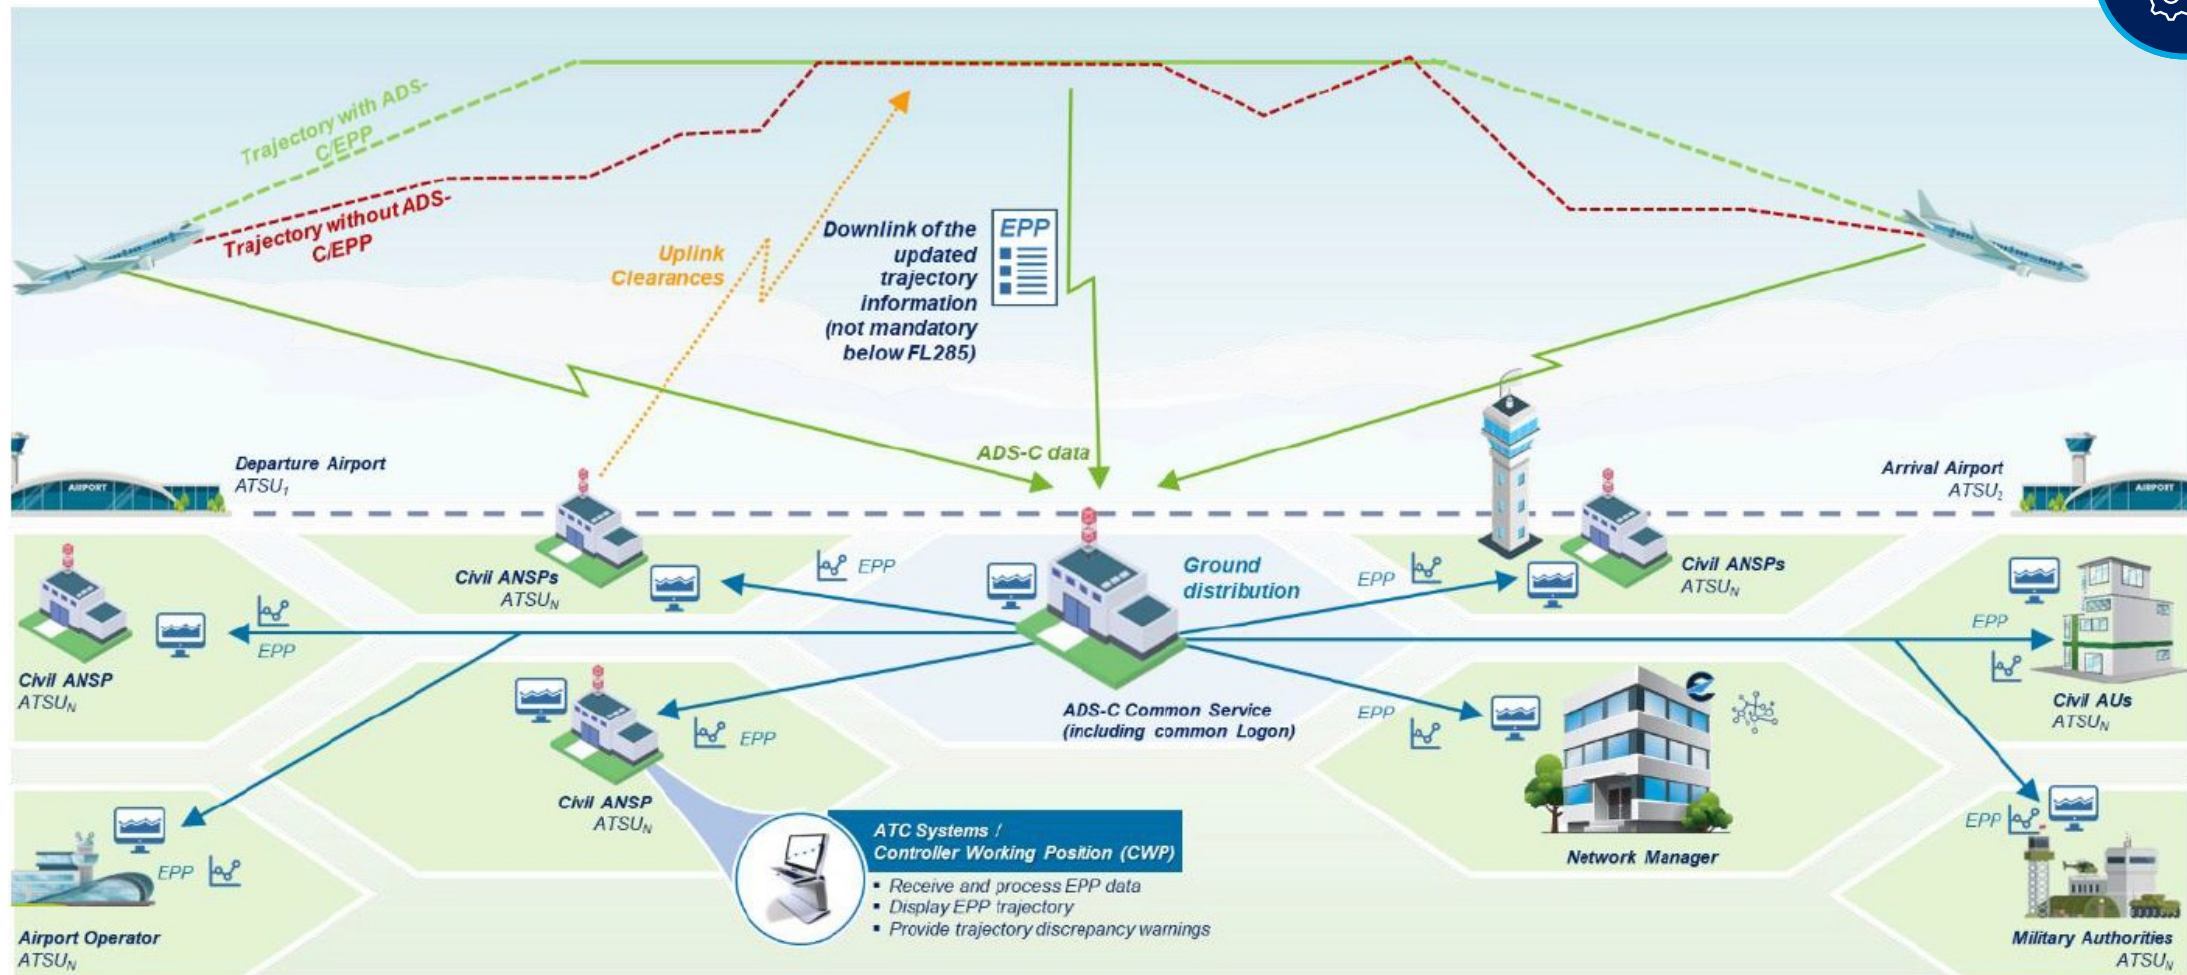 Trajectory with ADS-
C/EPP
Trajectory without ADS-
C/EPP
Uplink
Clearances
Downlink of the
updated
trajectory
information
(not mandatory
below FL285)
EPP
ADS-C data
Departure Airport
ATSU1
AIRPORT
Arrival Airport
ATSU2
AIRPORT
Civil ANSPs
ATSUN
EPP
Ground
distribution
EPP
Civil ANSPs
ATSUN
EPP
Civil ANSP
ATSUN
EPP
Civil AUs
ATSUN
EPP
Civil ANSP
ATSUN
ADS-C Common Service
(including common Logon)
EPP
Network Manager
EPP
Airport Operator
ATSUN
ATC Systems /
Controller Working Position (CWP)
▪ Receive and process EPP data
▪ Display EPP trajectory
▪ Provide trajectory discrepancy warnings
EPP
Military Authorities
ATSUN